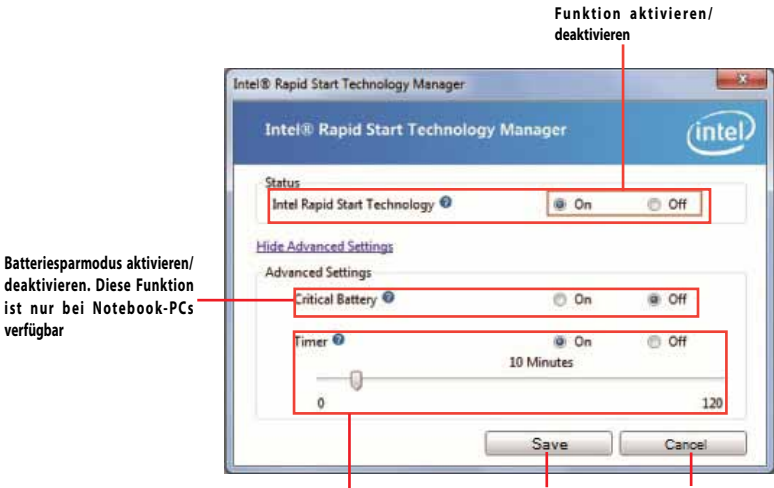 Funktion aktivieren/
deaktivieren
Intel® Rapid Start Technology Manager
Intel® Rapid Start Technology Manager
intel
Status
Intel Rapid Start Technology ? On Off
Hide Advanced Settings
Advanced Settings
Batteriesparmodus aktivieren/
deaktivieren. Diese Funktion
ist nur bei Notebook-PCs
verfügbar
Critical Battery ? On Off
Timer ? On Off
10 Minutes
0 120
Save Cancel